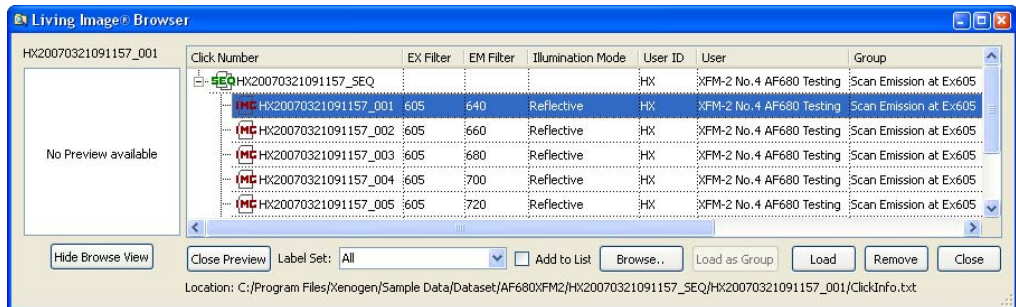 Living Image® Browser
HX20070321091157_001
No Preview available
Hide Browse View
Click Number EX Filter EM Filter Illumination Mode User ID User Group
SEQ HX20070321091157_SEQ HX XFM-2 No.4 AF680 Testing Scan Emission at Ex605
IMG HX20070321091157_001 605 640 Reflective HX XFM-2 No.4 AF680 Testing Scan Emission at Ex605
IMG HX20070321091157_002 605 660 Reflective HX XFM-2 No.4 AF680 Testing Scan Emission at Ex605
IMG HX20070321091157_003 605 680 Reflective HX XFM-2 No.4 AF680 Testing Scan Emission at Ex605
IMG HX20070321091157_004 605 700 Reflective HX XFM-2 No.4 AF680 Testing Scan Emission at Ex605
IMG HX20070321091157_005 605 720 Reflective HX XFM-2 No.4 AF680 Testing Scan Emission at Ex605
Close Preview Label Set: All Add to List Browse.. Load as Group Load Remove Close
Location: C:/Program Files/Xenogen/Sample Data/Dataset/AF680XFM2/HX20070321091157_SEQ/HX20070321091157_001/ClickInfo.txt